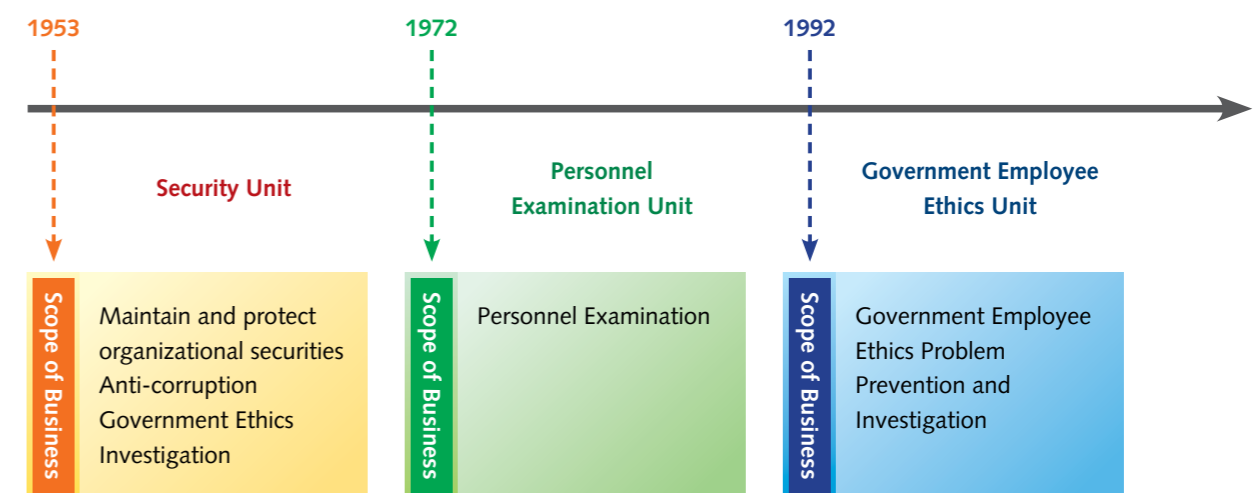 1953
1972
1992
Security Unit
Personnel
Examination Unit
Government Employee
Ethics Unit
Scope of Business
Maintain and protect
organizational securities
Anti-corruption
Government Ethics
Investigation
Scope of Business
Personnel Examination
Scope of Business
Government Employee
Ethics Problem
Prevention and
Investigation